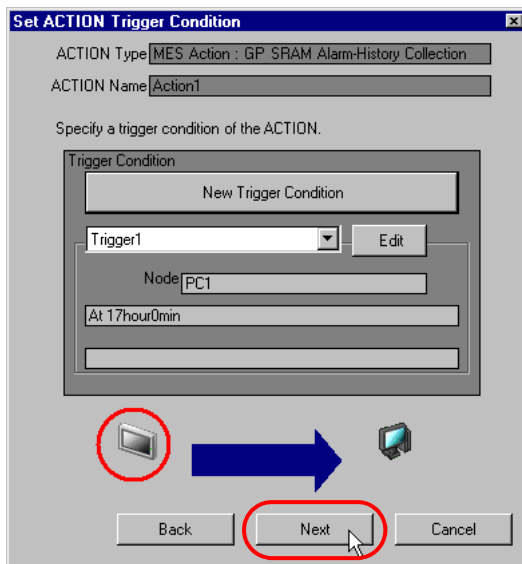 Set ACTION Trigger Condition
ACTION Type MES Action : GP SRAM Alarm-History Collection
ACTION Name Action1
Specify a trigger condition of the ACTION.
Trigger Condition
New Trigger Condition
Trigger1 Edit
Node PC1
At 17hour0min
Back Next Cancel